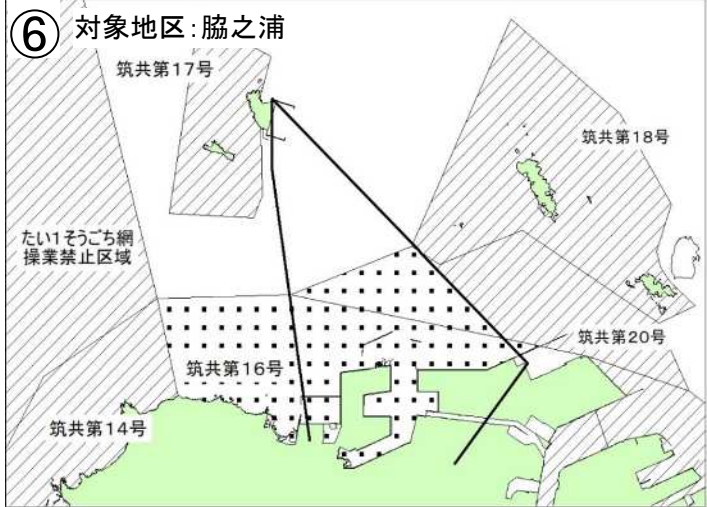 ⑥ 対象地区:脇之浦
筑共第17号
筑共第18号
たい1そうごち網
操業禁止区域
筑共第20号
筑共第16号
筑共第14号